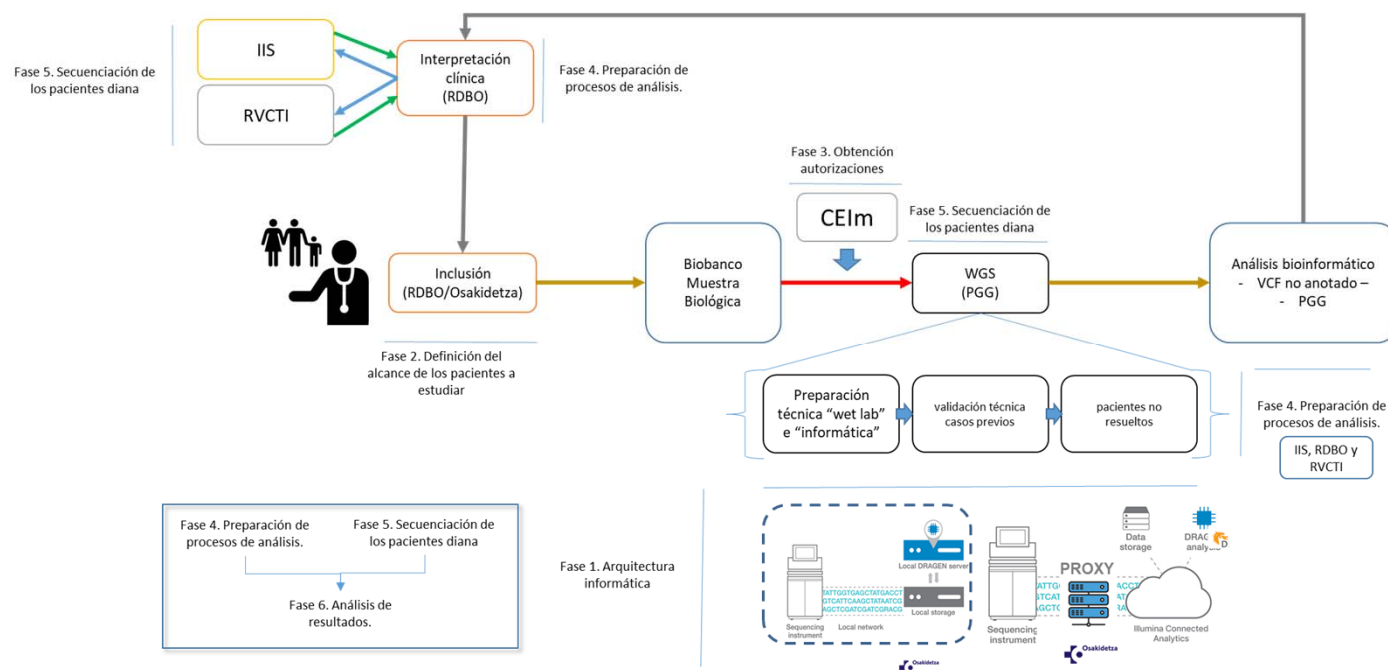 IIS
RVCTI
Fase 5. Secuenciación de
los pacientes diana
Interpretación
clínica
(RDBO)
Fase 4. Preparación de
procesos de análisis.
Fase 3. Obtención
autorizaciones
CEIm
Fase 5. Secuenciación de
los pacientes diana
Inclusión
(RDBO/Osakidetza)
Biobanco
Muestra
Biológica
WGS
(PGG)
Análisis bioinformático
- VCF no anotado –
- PGG
Fase 2. Definición del
alcance de los pacientes a
estudiar
Preparación
técnica "wet lab"
e "informática"
validación técnica
casos previos
pacientes no
resueltos
Fase 4. Preparación de
procesos de análisis.
IIS, RDBO y
RVCTI
Fase 4. Preparación de
procesos de análisis.
Fase 5. Secuenciación de
los pacientes diana
Fase 6. Análisis de
resultados.
Fase 1. Arquitectura
informática
Local DRAGEN server
TATTGGTGAGCTATGACCT
GTCATTCAAGCTATAATCG
AGCTCGATCGATCGRACG
Local storage
Sequencing
instrument
Local network
Osakidetza
Sequencing
instrument
PROXY
Osakidetza
Data
storage
D
Illumina Connected
Analytics